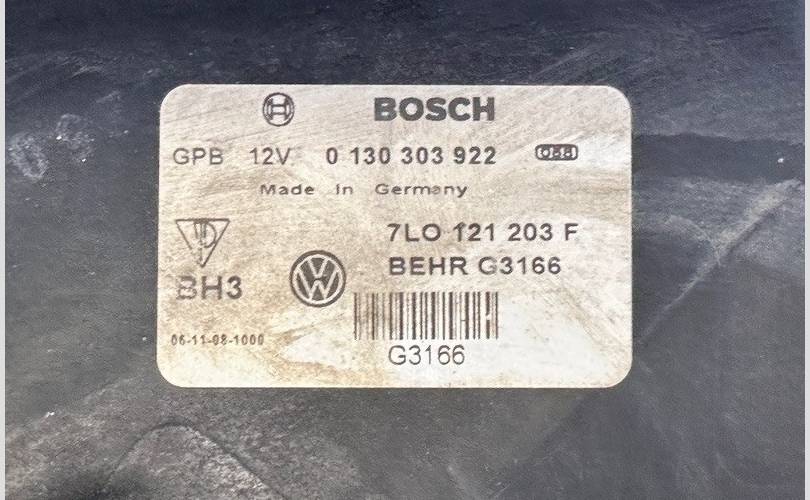 BOSCH
GPB 12V 0 130 303 922
Made in Germany
7LO 121 203 F
BEHR G3166
BH3
06-11-08-1000
G3166